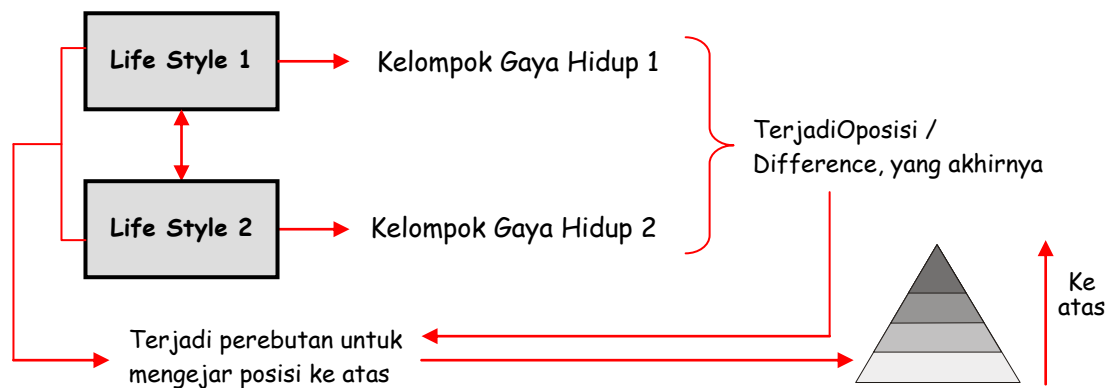 Life Style 1
Kelompok Gaya Hidup 1
TerjadiOposisi /
Difference, yang akhirnya
Life Style 2
Kelompok Gaya Hidup 2
Ke
atas
Terjadi perebutan untuk
mengejar posisi ke atas